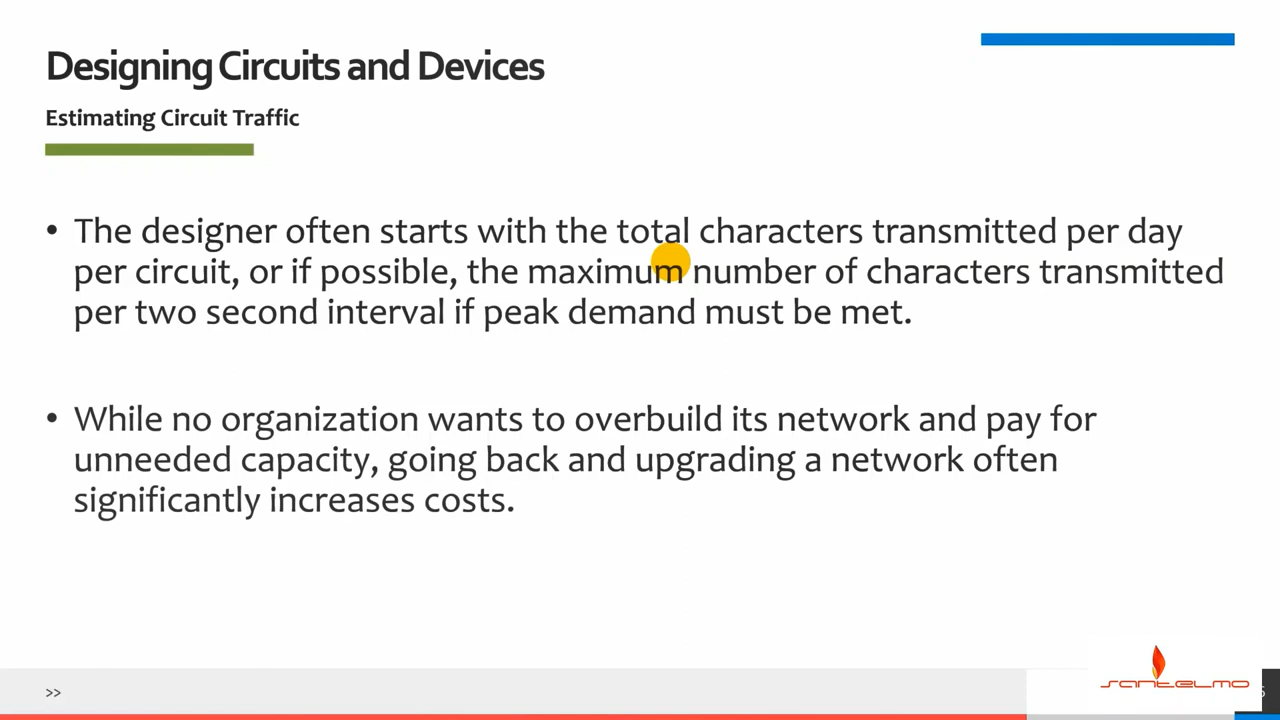 Designing Circuits and Devices
Estimating Circuit Traffic
• The designer often starts with the total characters transmitted per day
per circuit, or if possible, the maximum number of characters transmitted
per two second interval if peak demand must be met.
• While no organization wants to overbuild its network and pay for
unneeded capacity, going back and upgrading a network often
significantly increases costs.
>>
santelmo